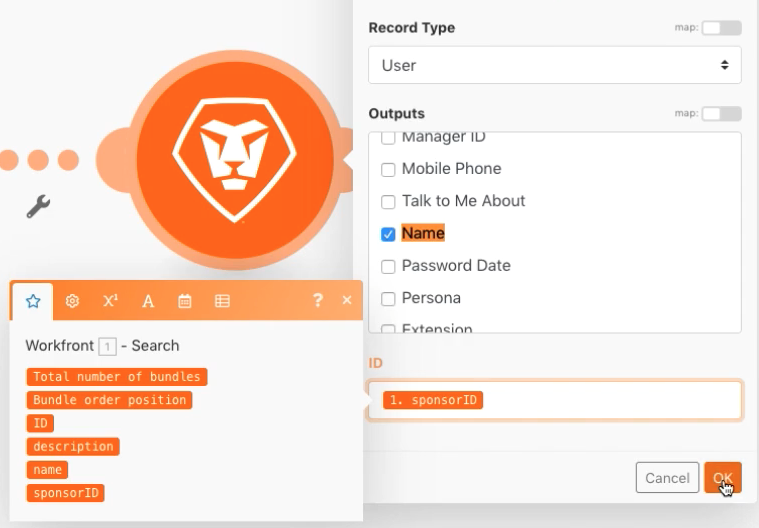 Record Type
map:
User
Outputs
map:
Manager ID
Mobile Phone
Talk to Me About
Name
Password Date
Persona
Extension
X¹
A
?
×
Workfront 1 - Search
Total number of bundles
Bundle order position
ID
description
name
sponsorID
ID
1. sponsorID
Cancel
OK